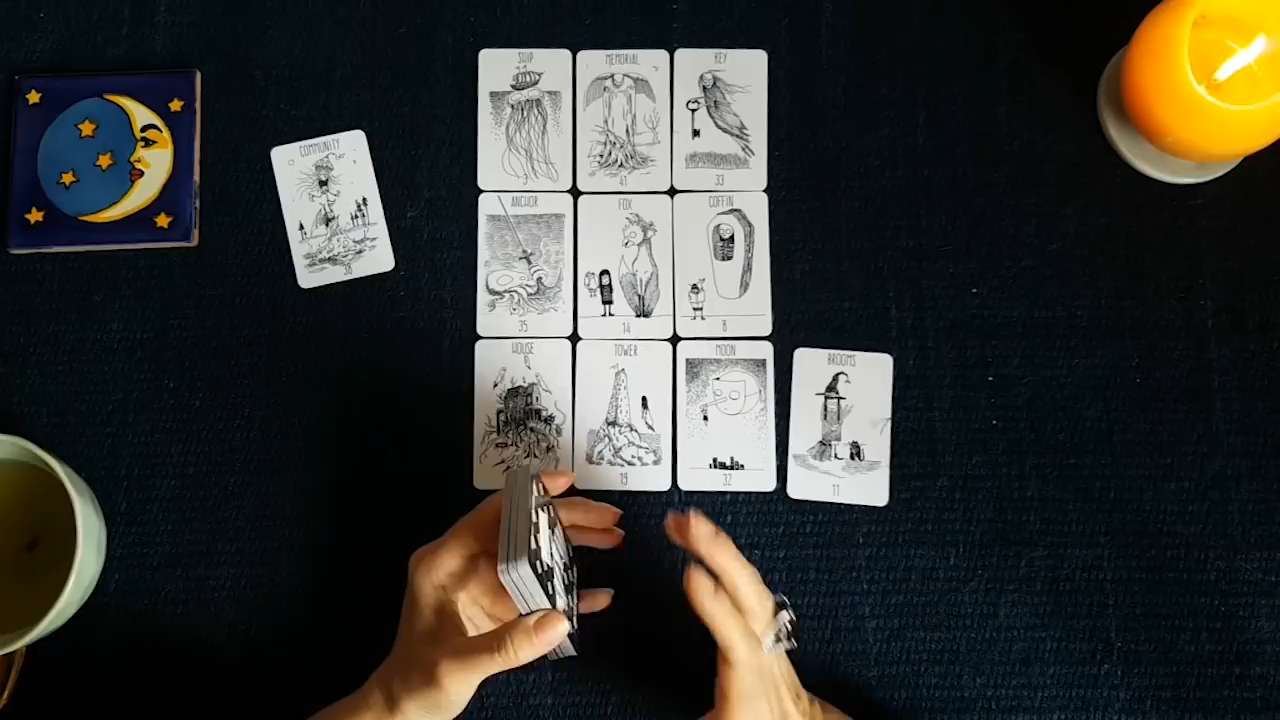 COMMUNITY
SHIP
3
MEMORIAL
41
KEY
33
ANCHOR
35
FOX
14
COFFIN
8
HOUSE
TOWER
19
MOON
32
BROOMS
11